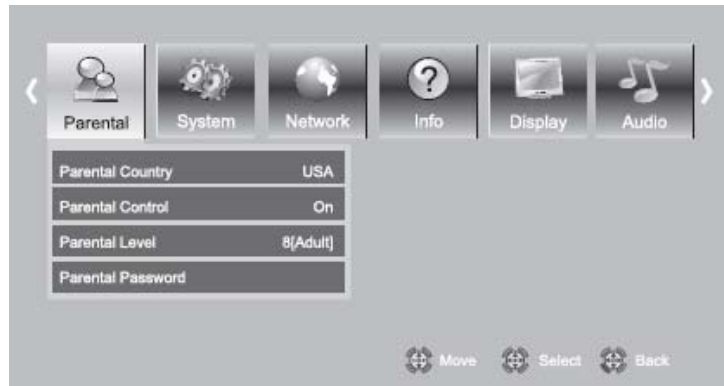 Parental System Network Info Display Audio
Parental Country USA
Parental Control On
Parental Level 8[Adult]
Parental Password
Move Select Back